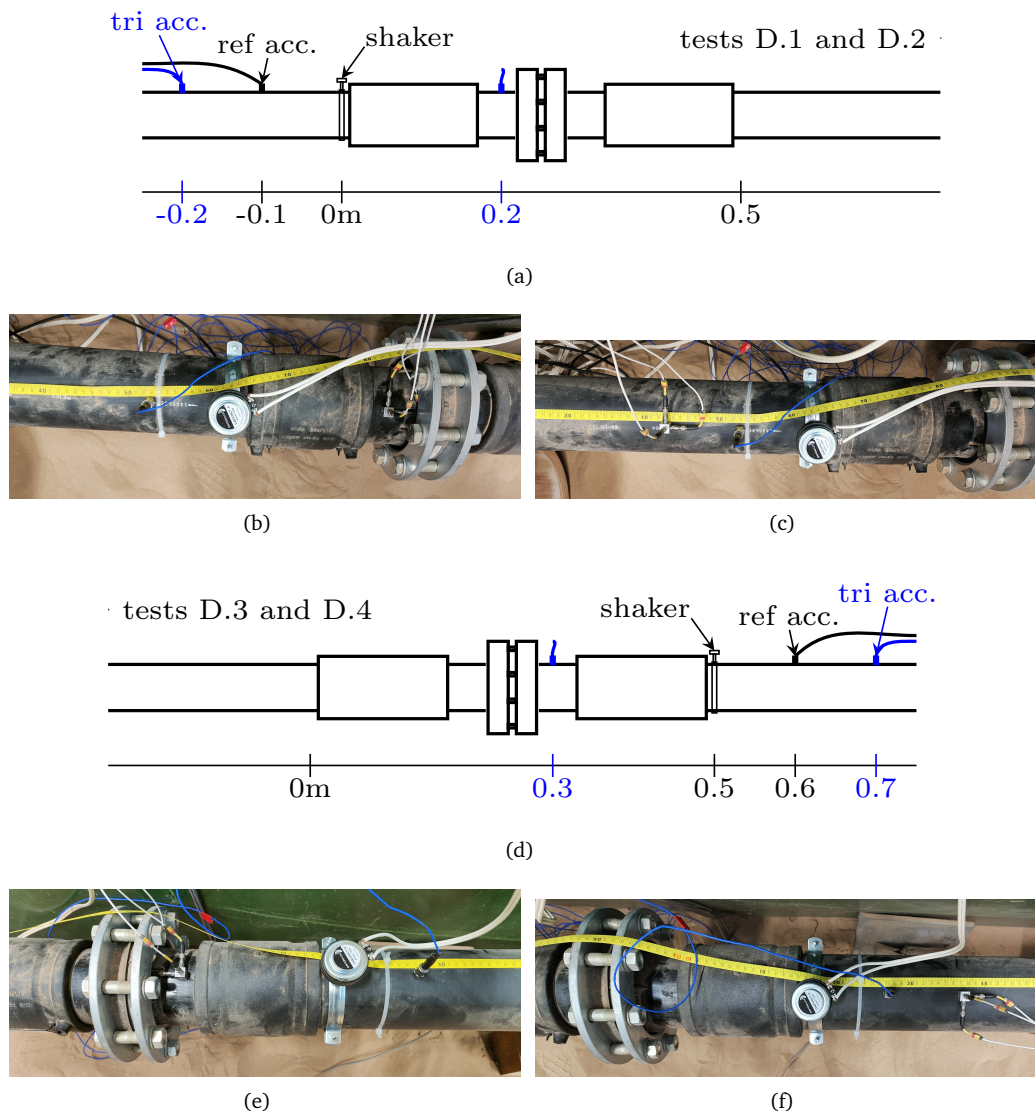 tri acc.
ref acc.
shaker
tests D.1 and D.2
-0.2
-0.1
0m
0.2
0.5
(a)
(b)
(c)
tests D.3 and D.4
shaker
ref acc.
tri acc.
0m
0.3
0.5
0.6
0.7
(d)
(e)
(f)